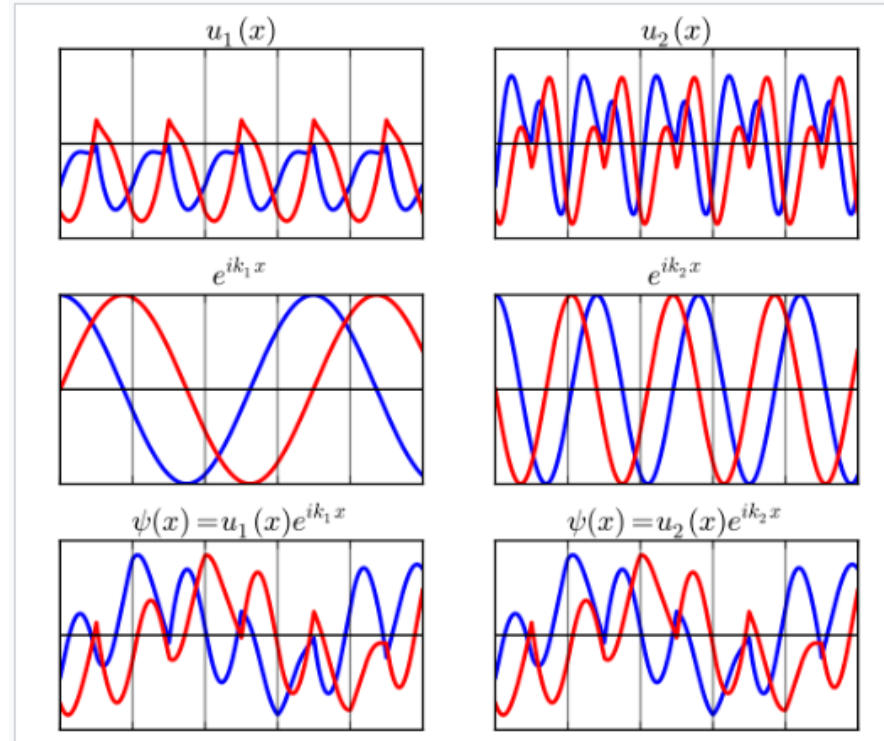 u₁(x)
u₂(x)
e^{ik₁x}
e^{ik₂x}
ψ(x)=u₁(x)e^{ik₁x}
ψ(x)=u₂(x)e^{ik₂x}